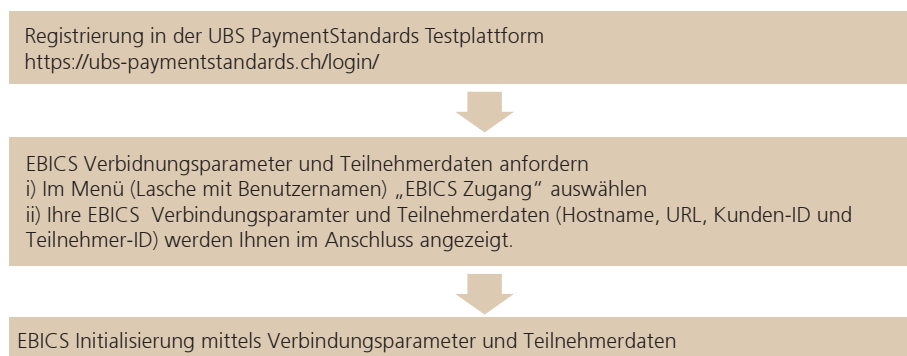 Registrierung in der UBS PaymentStandards Testplattform
https://ubs-paymentstandards.ch/login/
EBICS Verbidnungsparameter und Teilnehmerdaten anfordern
i) Im Menü (Lasche mit Benutzernamen) „EBICS Zugang“ auswählen
ii) Ihre EBICS Verbindungsparamter und Teilnehmerdaten (Hostname, URL, Kunden-ID und
Teilnehmer-ID) werden Ihnen im Anschluss angezeigt.
EBICS Initialisierung mittels Verbindungsparameter und Teilnehmerdaten